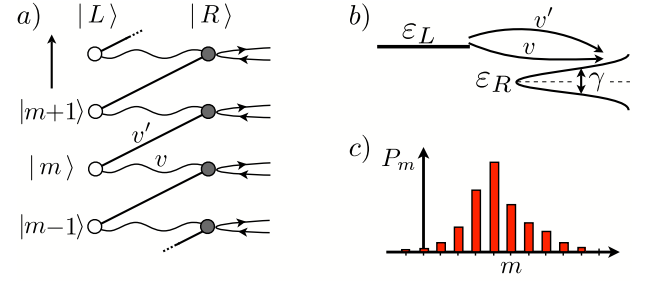 a) |L⟩ |R⟩
|m+1⟩
v′
|m⟩ v
|m−1⟩
b) v′
ε_L v
ε_R γ
c) P_m
m